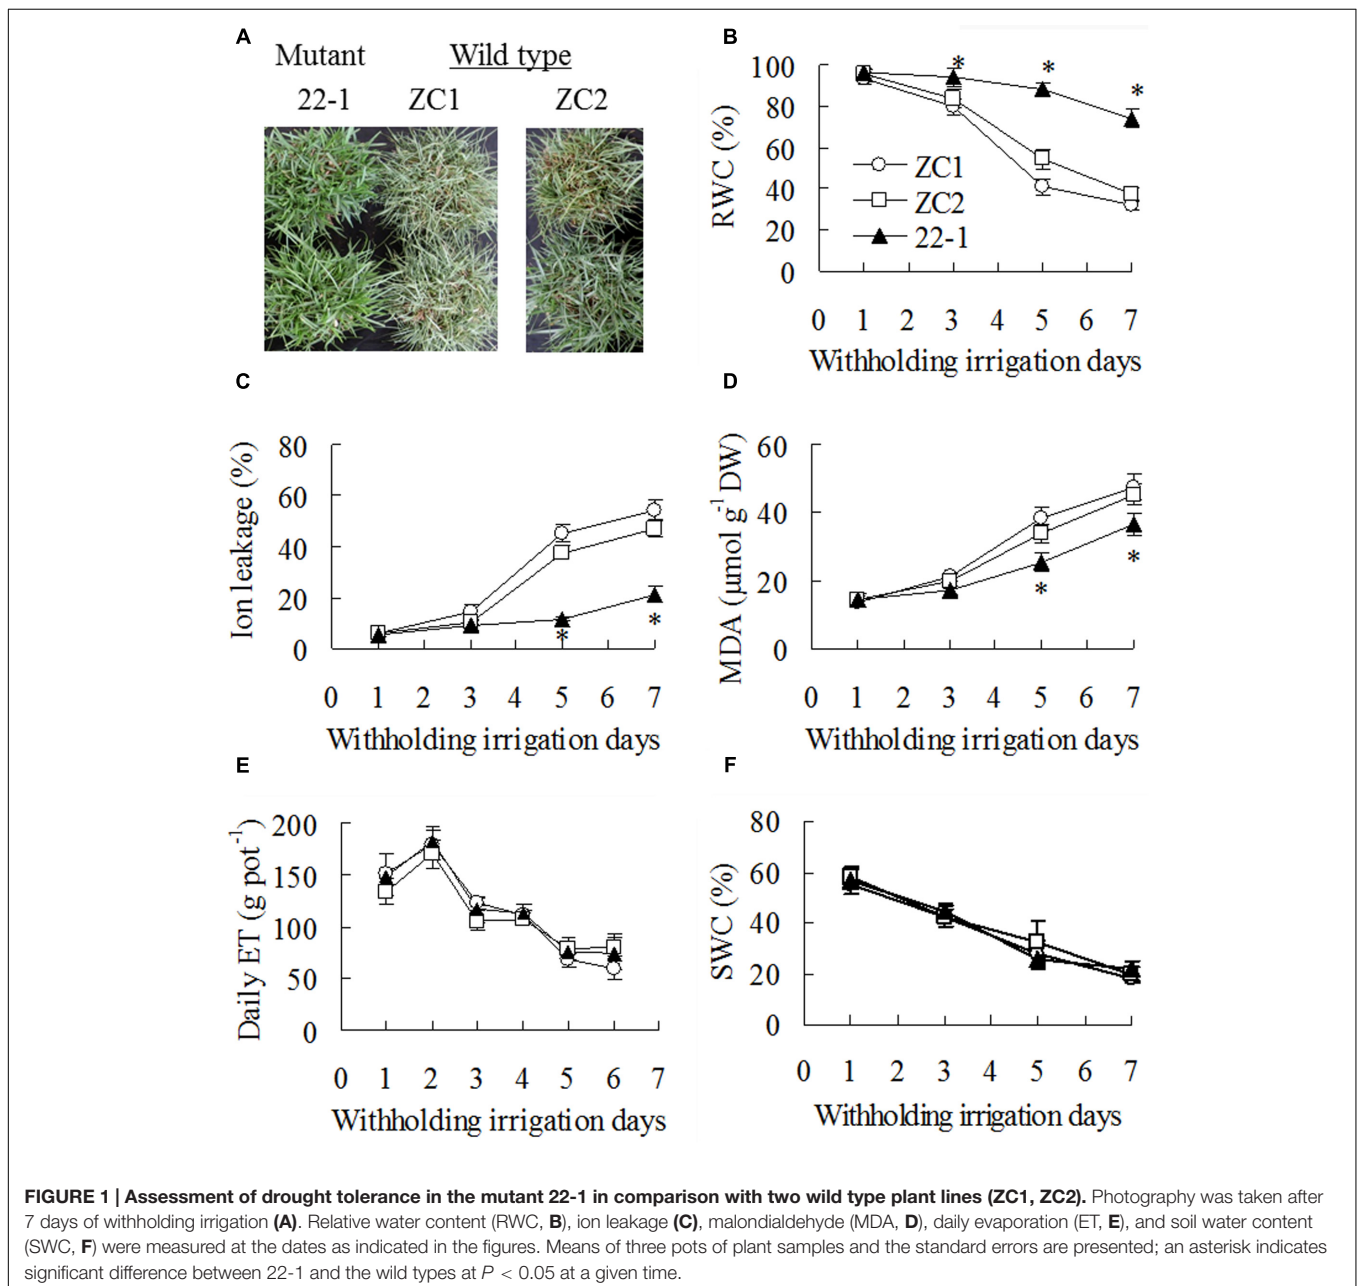 A
Mutant Wild type
22-1 ZC1 ZC2
B
100
80
60
40
20
0
RWC (%)
* * *
ZC1
ZC2
22-1
0 1 2 3 4 5 6 7
Withholding irrigation days
C
80
60
40
20
0
Ion leakage (%)
* *
0 1 2 3 4 5 6 7
Withholding irrigation days
D
60
40
20
0
MDA (µmol g⁻¹ DW)
* *
0 1 2 3 4 5 6 7
Withholding irrigation days
E
200
150
100
50
0
Daily ET (g pot⁻¹)
0 1 2 3 4 5 6 7
Withholding irrigation days
F
80
60
40
20
0
SWC (%)
0 1 2 3 4 5 6 7
Withholding irrigation days
FIGURE 1 | Assessment of drought tolerance in the mutant 22-1 in comparison with two wild type plant lines (ZC1, ZC2). Photography was taken after
7 days of withholding irrigation (A). Relative water content (RWC, B), ion leakage (C), malondialdehyde (MDA, D), daily evaporation (ET, E), and soil water content
(SWC, F) were measured at the dates as indicated in the figures. Means of three pots of plant samples and the standard errors are presented; an asterisk indicates
significant difference between 22-1 and the wild types at P < 0.05 at a given time.